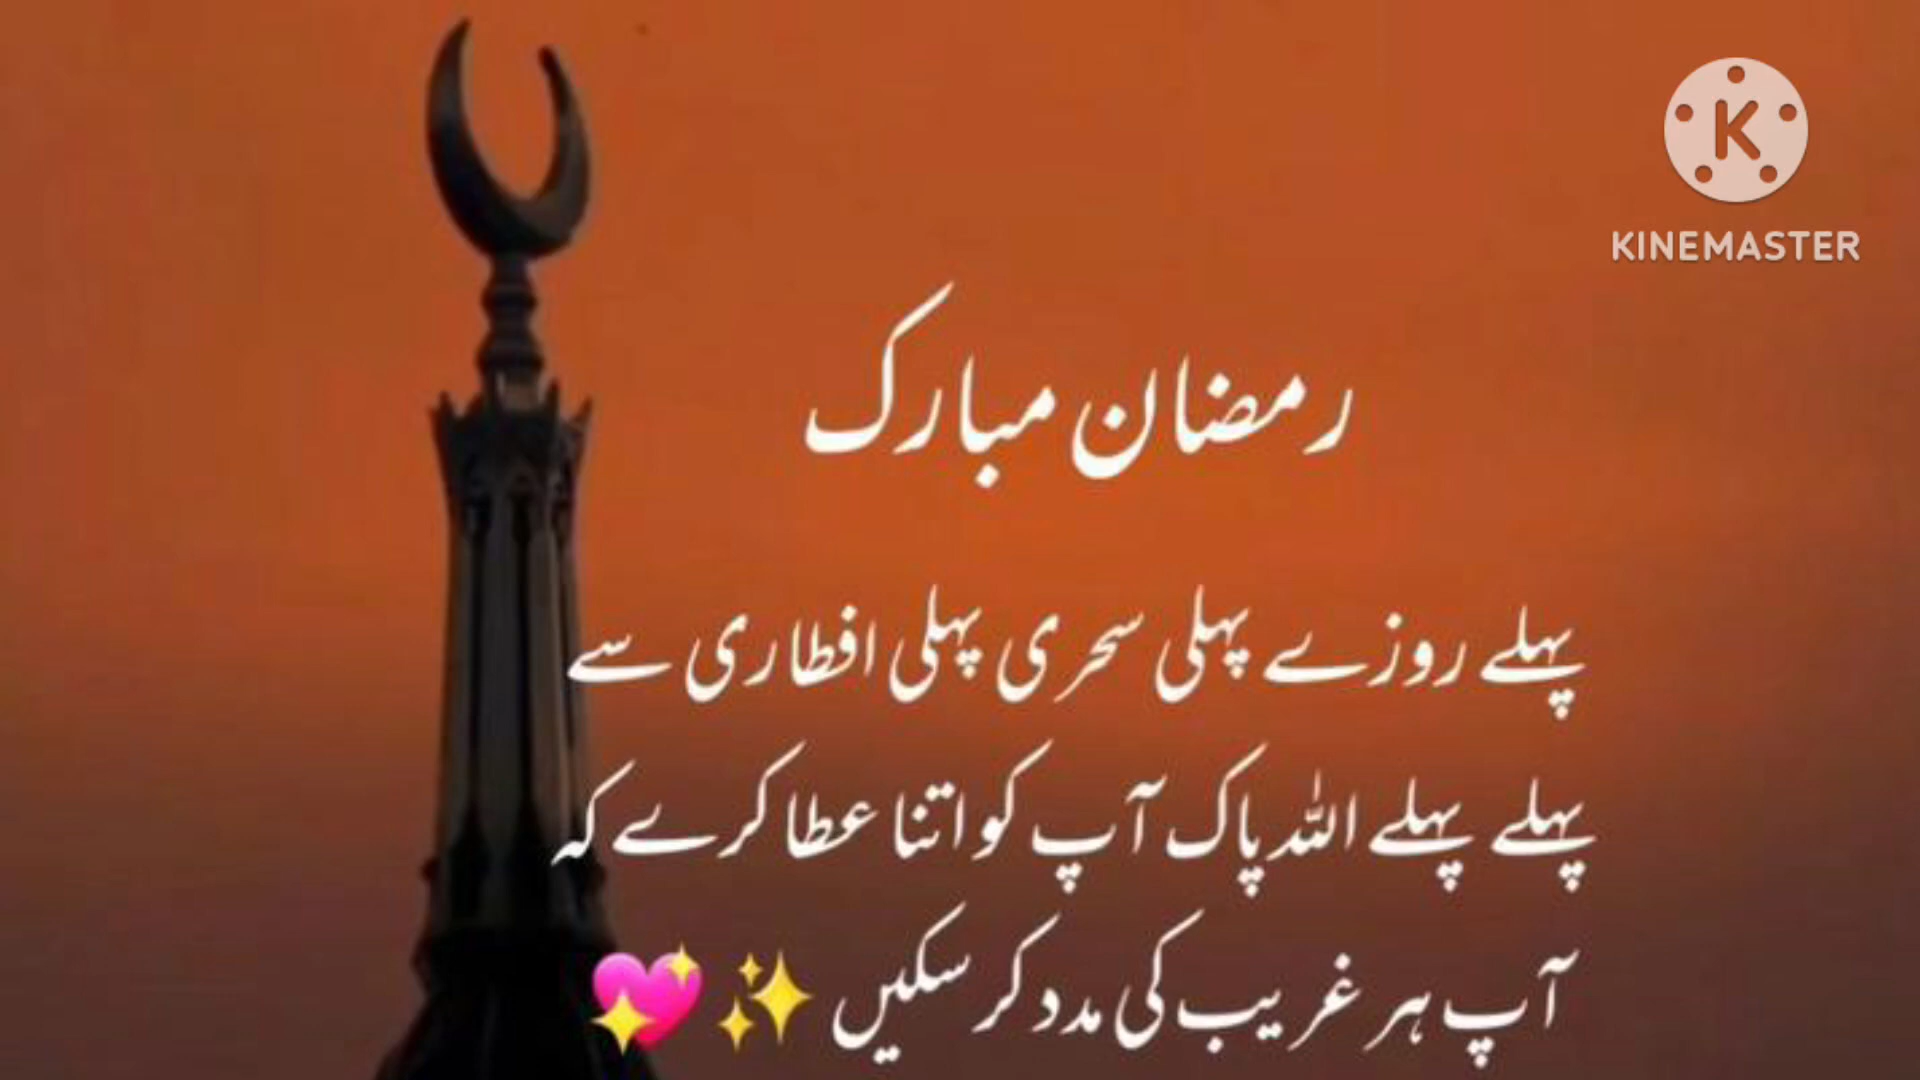 KINEMASTER
رمضان مبارک
پہلے روزے پہلی سحری پہلی افطاری سے
پہلے پہلے اللہ پاک آپ کو اتنا عطا کرے کہ
آپ ہر غریب کی مدد کر سکیں ✨ 💖